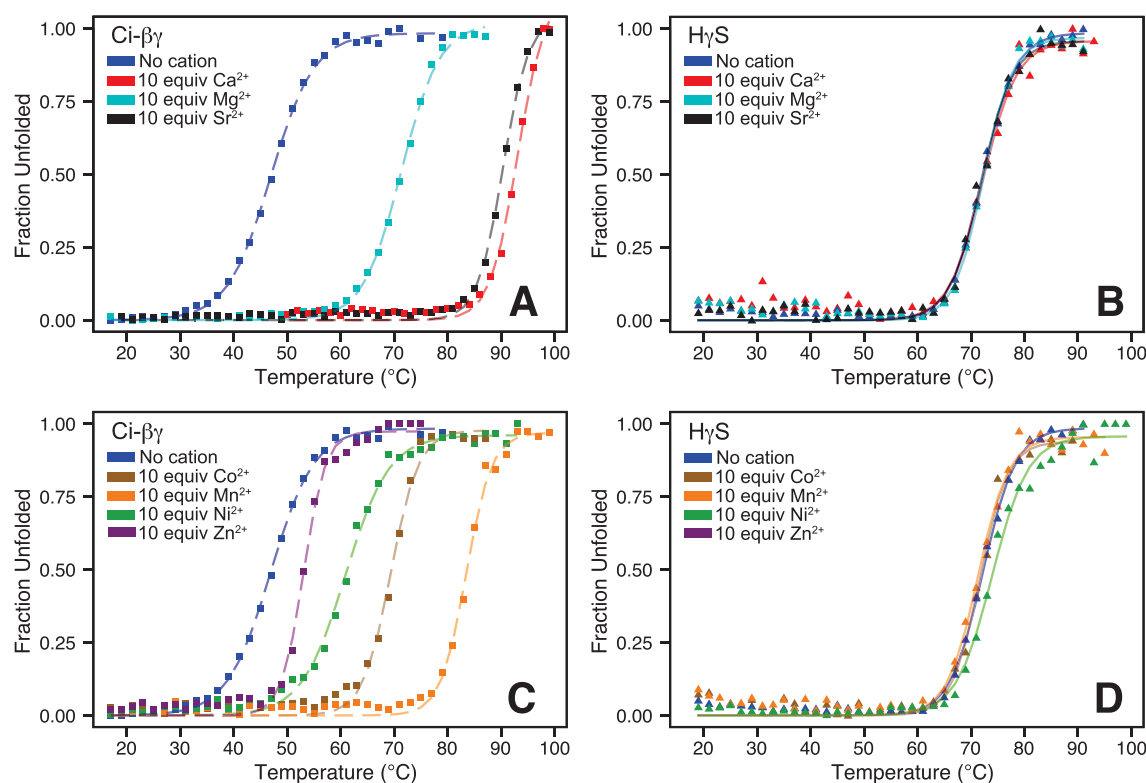 Ci-βγ
No cation
10 equiv Ca²⁺
10 equiv Mg²⁺
10 equiv Sr²⁺
A
Fraction Unfolded
1.00
0.75
0.50
0.25
0.00
20 30 40 50 60 70 80 90 100
Temperature (°C)
HγS
No cation
10 equiv Ca²⁺
10 equiv Mg²⁺
10 equiv Sr²⁺
B
Fraction Unfolded
1.00
0.75
0.50
0.25
0.00
20 30 40 50 60 70 80 90 100
Temperature (°C)
Ci-βγ
No cation
10 equiv Co²⁺
10 equiv Mn²⁺
10 equiv Ni²⁺
10 equiv Zn²⁺
C
Fraction Unfolded
1.00
0.75
0.50
0.25
0.00
20 30 40 50 60 70 80 90 100
Temperature (°C)
HγS
No cation
10 equiv Co²⁺
10 equiv Mn²⁺
10 equiv Ni²⁺
10 equiv Zn²⁺
D
Fraction Unfolded
1.00
0.75
0.50
0.25
0.00
20 30 40 50 60 70 80 90 100
Temperature (°C)